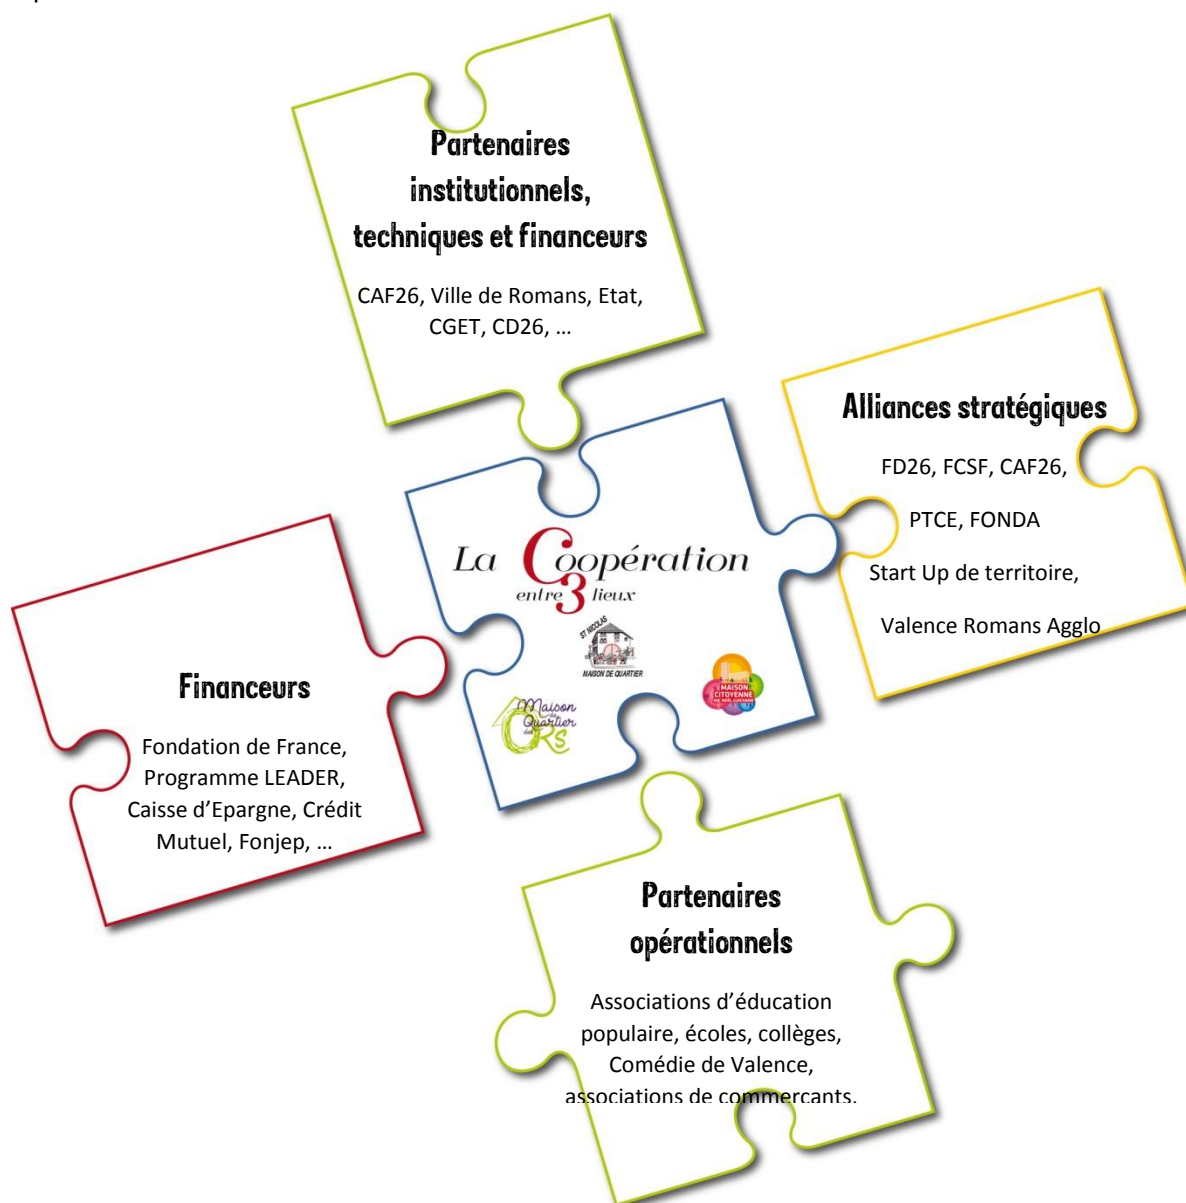 Partenaires
institutionnels,
techniques et financeurs
CAF26, Ville de Romans, Etat,
CGET, CD26, ...
Alliances stratégiques
FD26, FCSF, CAF26,
PTCE, FONDA
Start Up de territoire,
Valence Romans Agglo
La Coopération
entre 3 lieux
ST NICOLAS
MAISON DE QUARTIER
MAISON
CITOYENNE
Maison
de
Quartier
des
ORS
Financeurs
Fondation de France,
Programme LEADER,
Caisse d’Epargne, Crédit
Mutuel, Fonjep, ...
Partenaires
opérationnels
Associations d’éducation
populaire, écoles, collèges,
Comédie de Valence,
associations de commerçants,